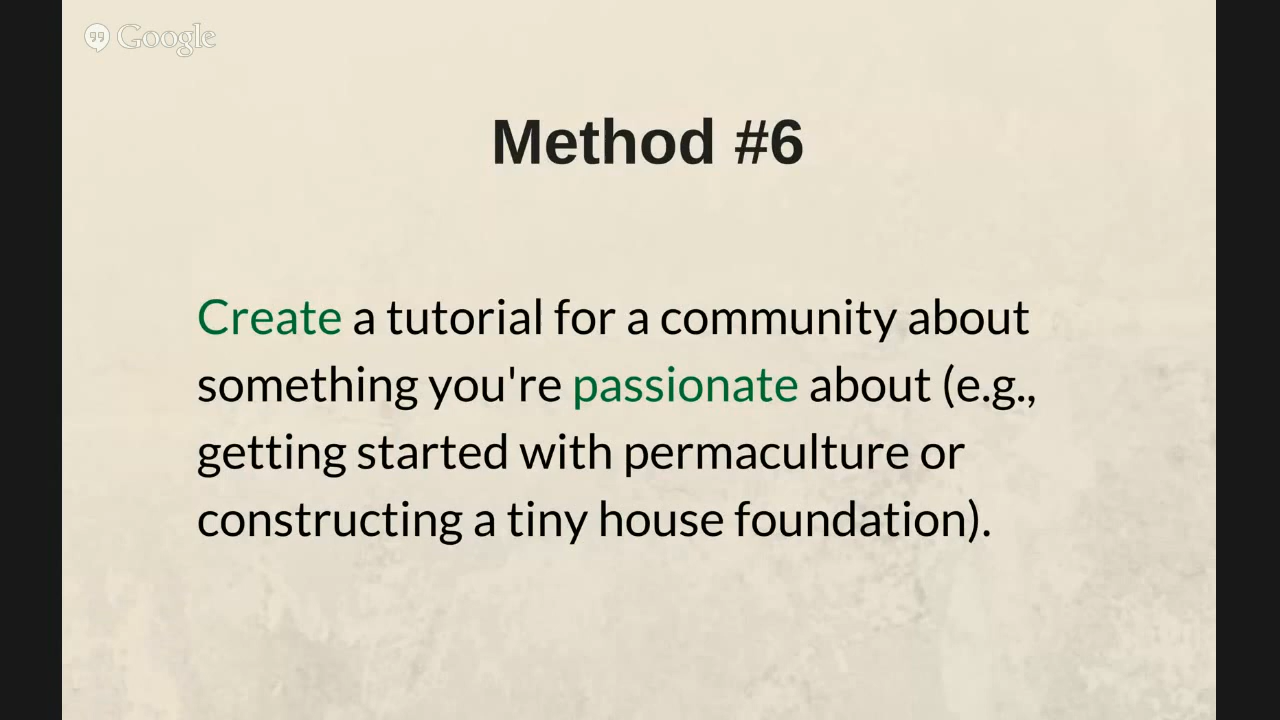 Google
Method #6
Create a tutorial for a community about
something you're passionate about (e.g.,
getting started with permaculture or
constructing a tiny house foundation).